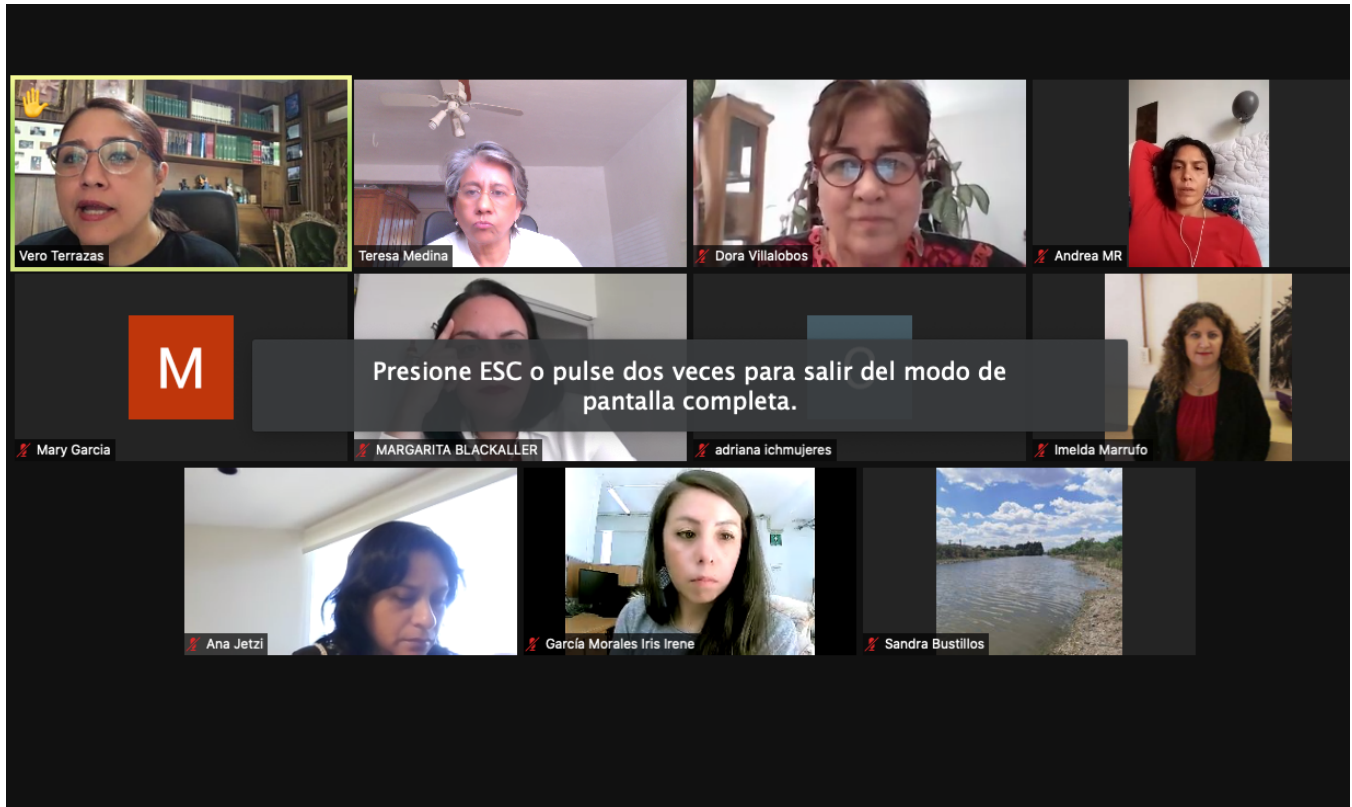 Vero Terrazas
Teresa Medina
Dora Villalobos
Andrea MR
M
Presione ESC o pulse dos veces para salir del modo de
pantalla completa.
Mary Garcia
MARGARITA BLACKALLER
adriana ichmujeres
Imelda Marrufo
Ana Jetzi
García Morales Iris Irene
Sandra Bustillos